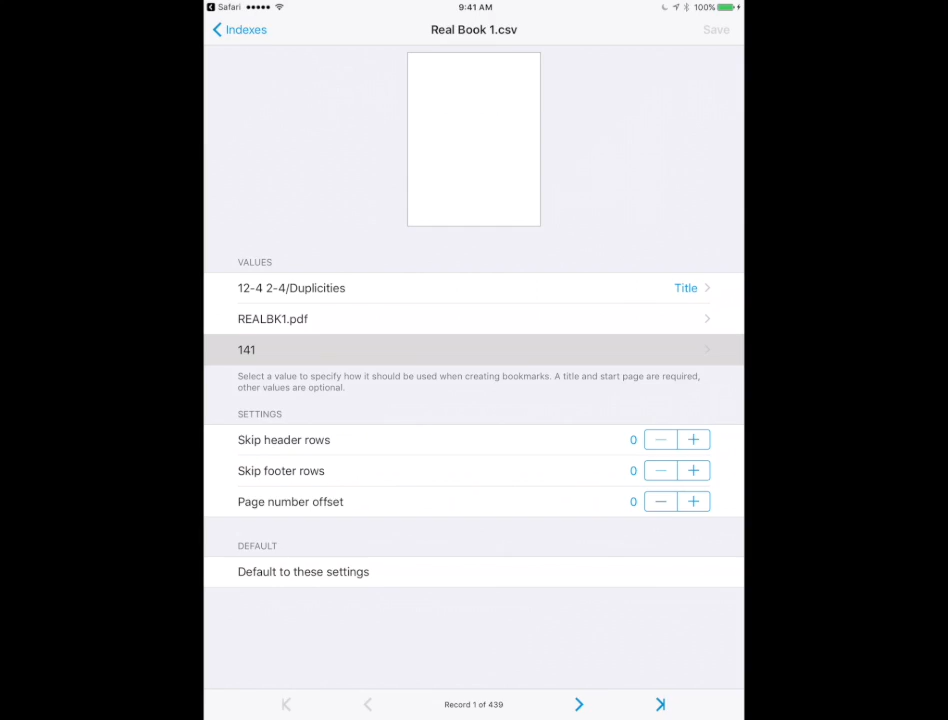 Safari 9:41 AM 100%
Indexes Real Book 1.csv Save
VALUES
12-4 2-4/Duplicities Title
REALBK1.pdf
141
Select a value to specify how it should be used when creating bookmarks. A title and start page are required,
other values are optional.
SETTINGS
Skip header rows 0 − +
Skip footer rows 0 − +
Page number offset 0 − +
DEFAULT
Default to these settings
Record 1 of 439